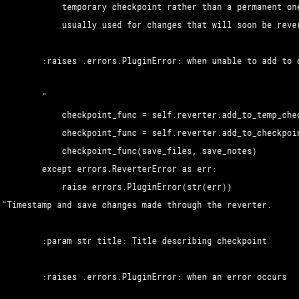 temporary checkpoint rather than a permanent one
usually used for changes that will soon be
:raises .errors.PluginError: when unable to add to
"
checkpoint_func = self.reverter.add_to_temp_
checkpoint_func = self.reverter.
checkpoint_func(save_files, save_notes)
except errors.ReverterError as err:
raise errors.PluginError(str(err))
"Timestamp and save changes made through the reverter.
:param str title: Title describing checkpoint
:raises .errors.PluginError: when an error occurs